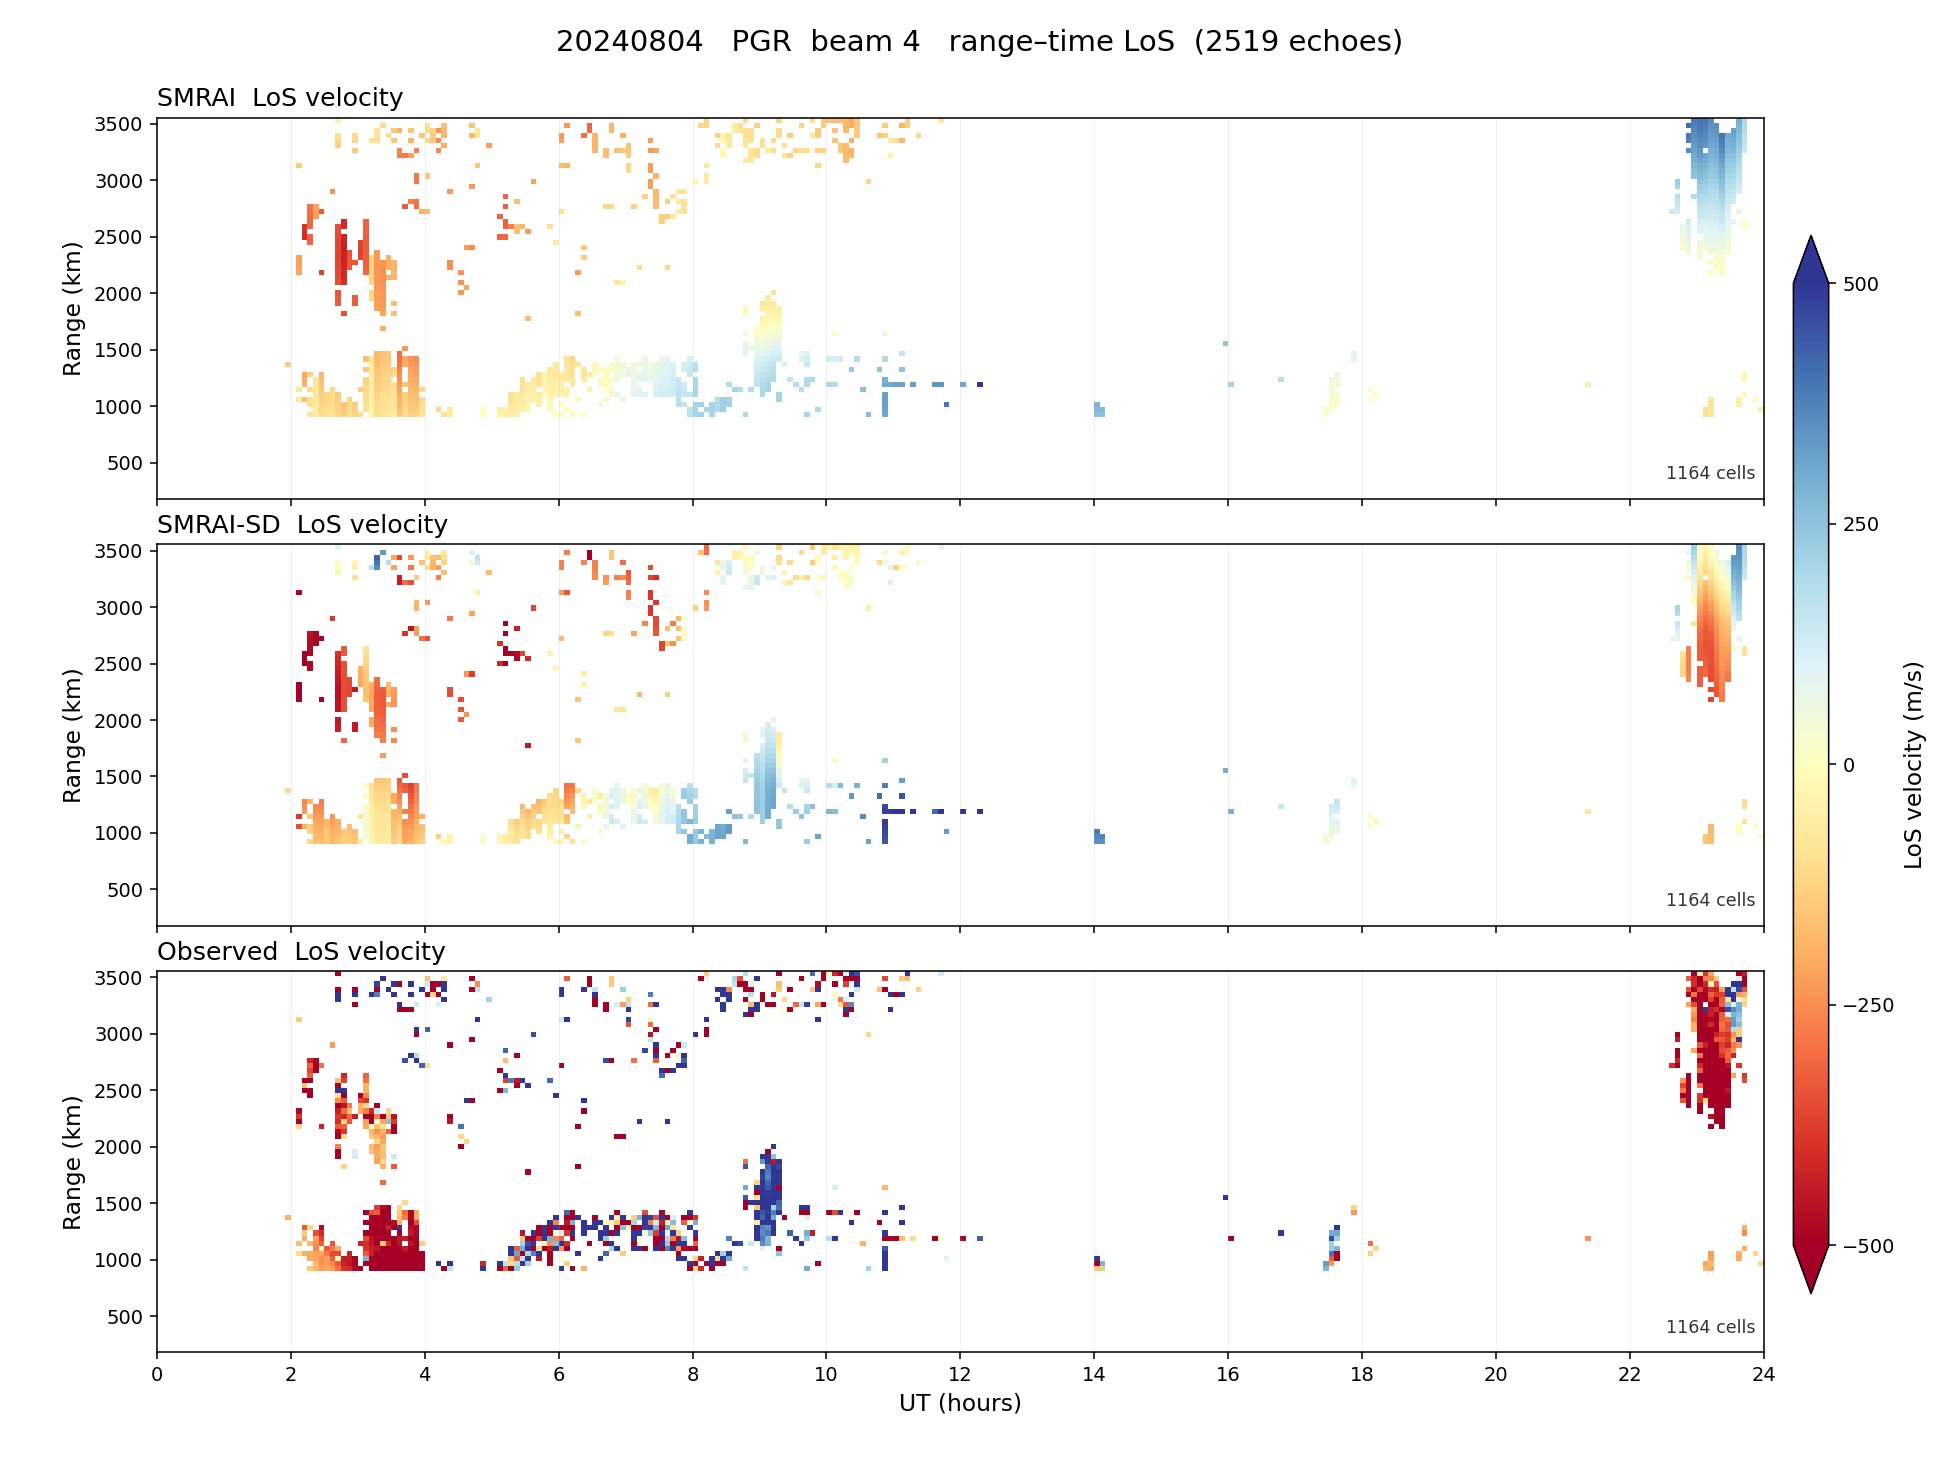 20240804   PGR  beam 4   range–time LoS  (2519 echoes)
SMRAI  LoS velocity
3500
3000
2500
2000
1500
1000
500
Range (km)
1164 cells
SMRAI-SD  LoS velocity
3500
3000
2500
2000
1500
1000
500
Range (km)
1164 cells
Observed  LoS velocity
3500
3000
2500
2000
1500
1000
500
Range (km)
1164 cells
0 2 4 6 8 10 12 14 16 18 20 22 24
UT (hours)
500
250
0
−250
−500
LoS velocity (m/s)